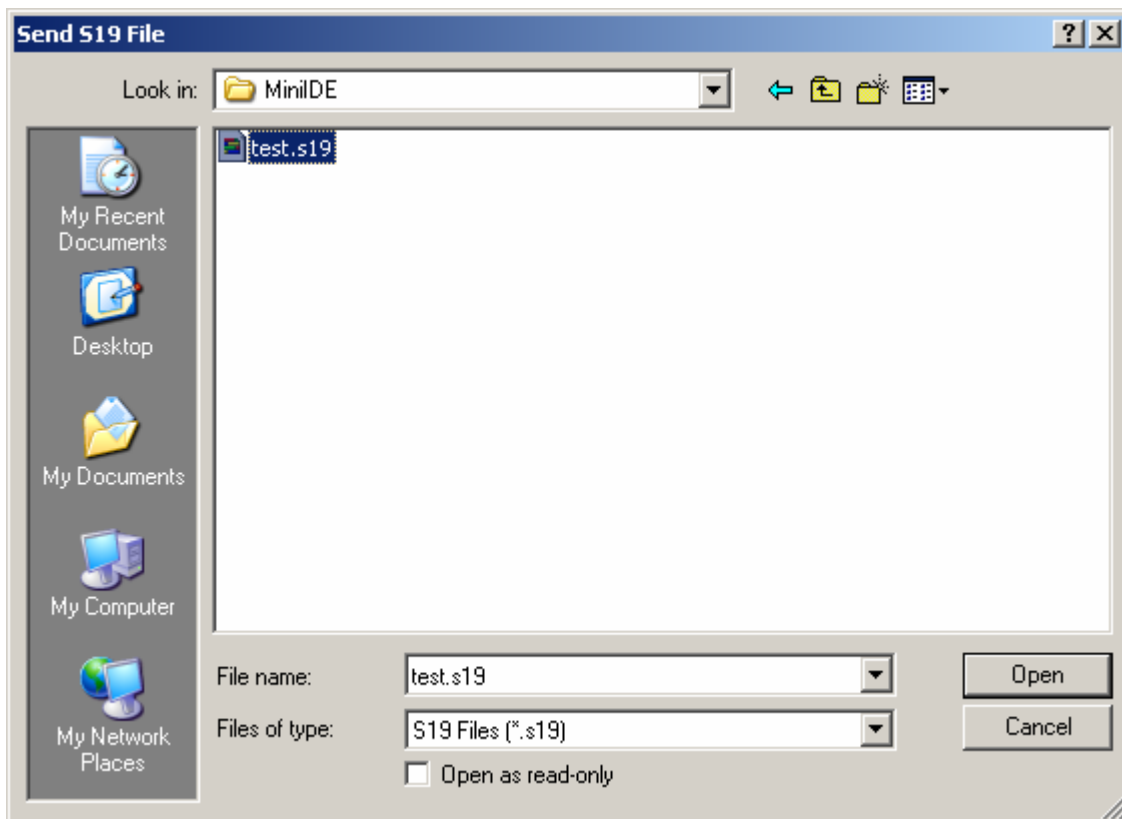 Send S19 File
Look in:
MiniIDE
test.s19
My Recent
Documents
Desktop
My Documents
My Computer
My Network
Places
File name:
test.s19
Open
Files of type:
S19 Files (*.s19)
Cancel
Open as read-only